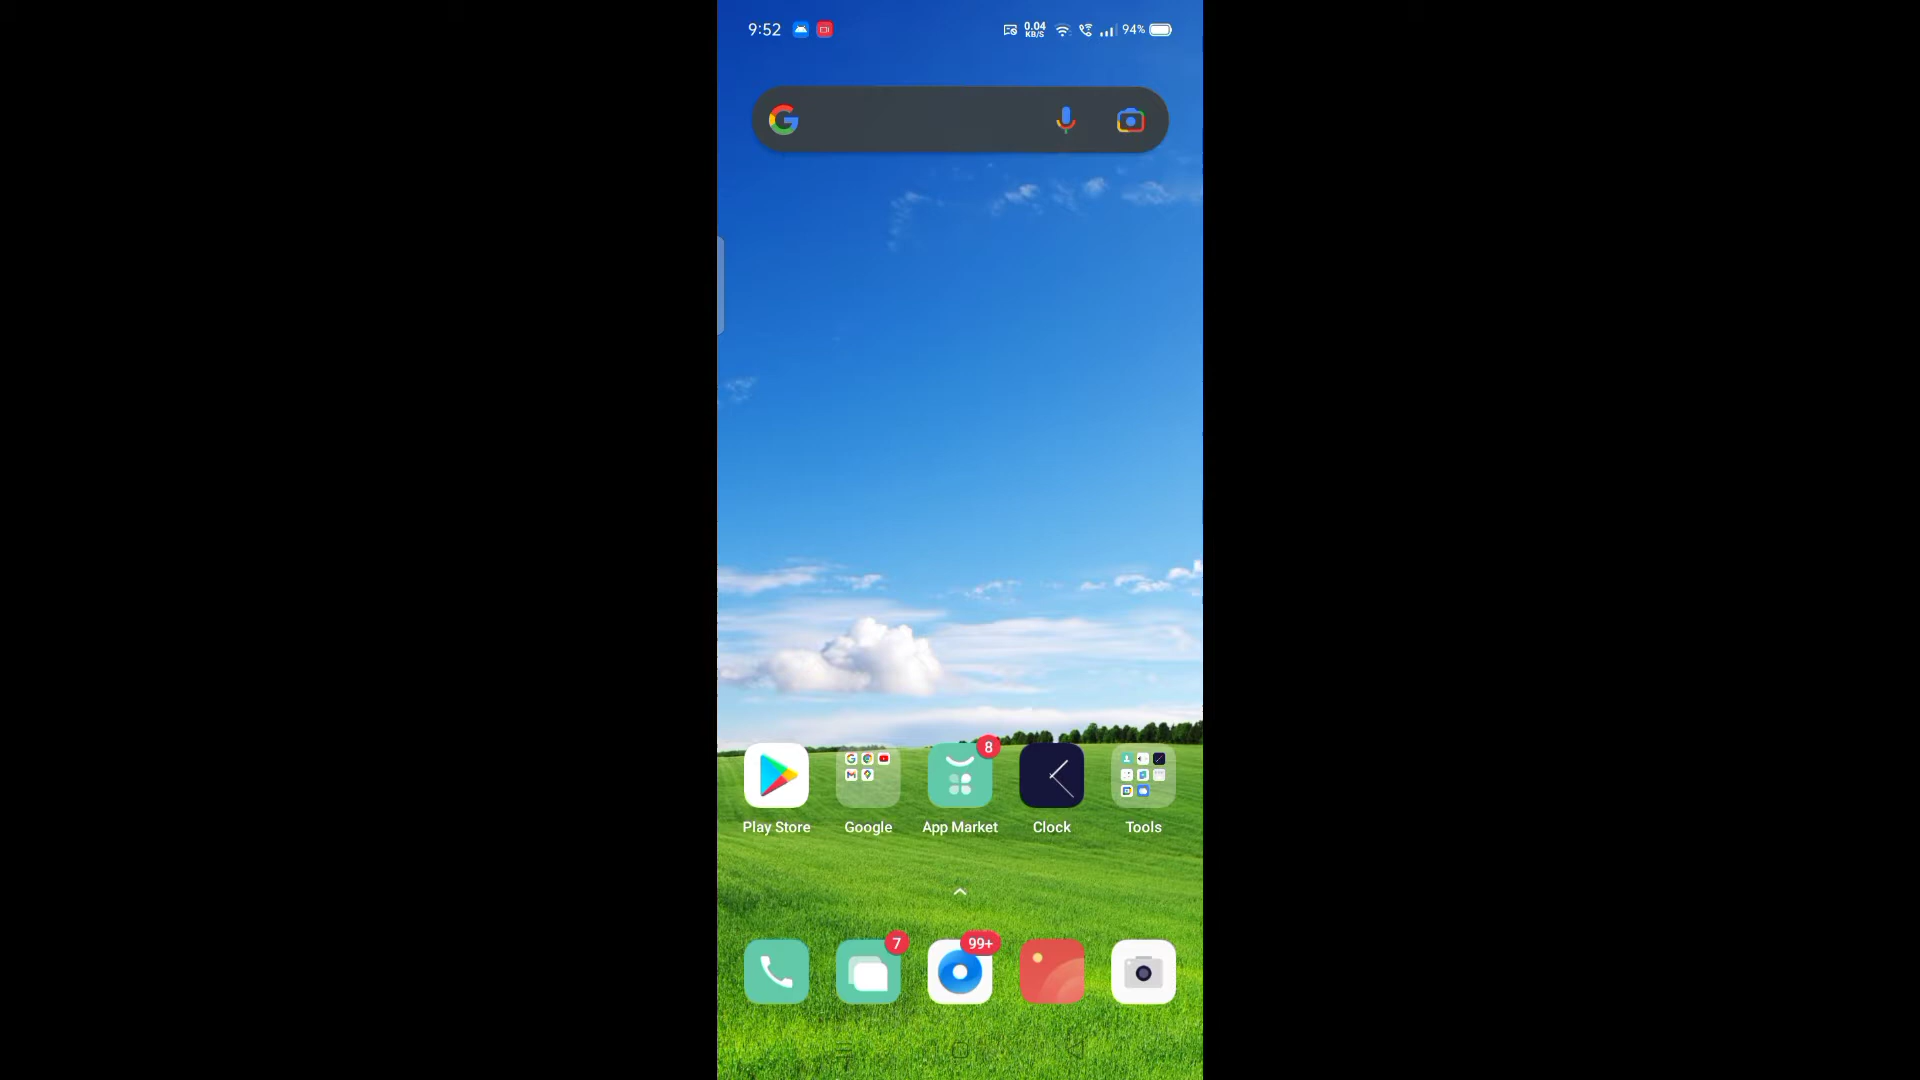 9:52
0.04
KB/S
94%
8
Play Store
Google
App Market
Clock
Tools
7
99+